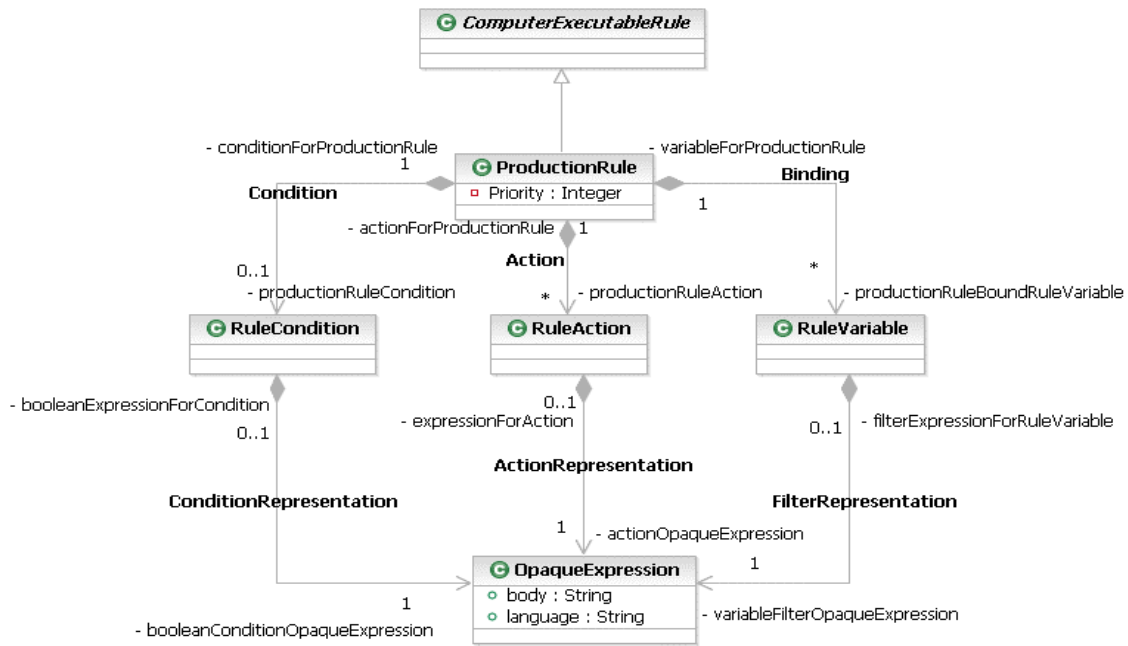 C ComputerExecutableRule
- conditionForProductionRule
- variableForProductionRule
1
C ProductionRule
Binding
Condition
Priority : Integer
1
- actionForProductionRule
1
Action
0..1
*
- productionRuleCondition
*
- productionRuleAction
- productionRuleBoundRuleVariable
C RuleCondition
C RuleAction
C RuleVariable
- booleanExpressionForCondition
0..1
- expressionForAction
0..1
- filterExpressionForRuleVariable
0..1
ActionRepresentation
ConditionRepresentation
FilterRepresentation
1
- actionOpaqueExpression
1
C OpaqueExpression
body : String
1
language : String
- variableFilterOpaqueExpression
- booleanConditionOpaqueExpression